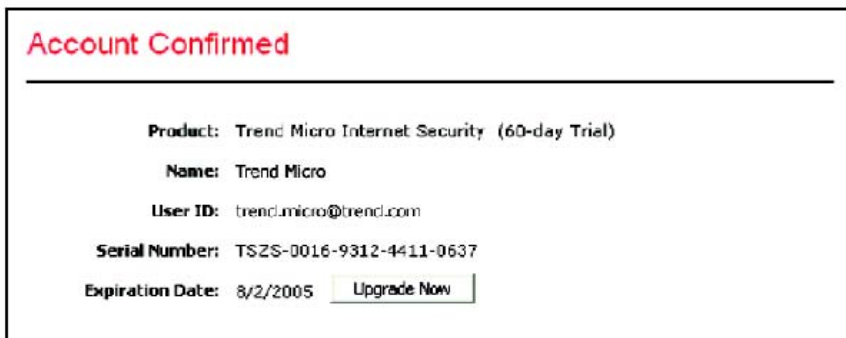 Account Confirmed
Product: Trend Micro Internet Security (60-day Trial)
Name: Trend Micro
User ID: trend.micro@trend.com
Serial Number: TSZS-0016-9312-4411-0637
Expiration Date: 8/2/2005 Upgrade Now